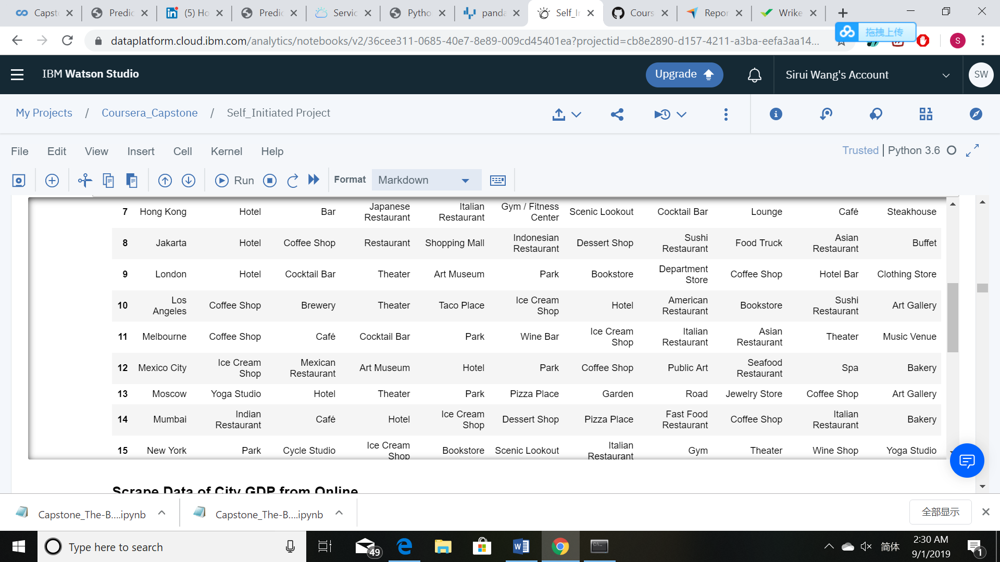 Capst
Predic
(5) Ho
Predic
Servic
Pytho
panda
Self_In
Cours
Repor
Wrike
拖拽上传
dataplatform.cloud.ibm.com/analytics/notebooks/v2/36cee311-0685-40e7-8e89-009cd45401ea?projectid=cb8e2890-d157-4211-a3ba-eefa3aa14...
S
IBM Watson Studio
Upgrade
Sirui Wang's Account
SW
My Projects / Coursera_Capstone / Self_Initiated Project
File Edit View Insert Cell Kernel Help
Trusted | Python 3.6
Run
Format
Markdown
7 Hong Kong Hotel Bar Japanese Restaurant Italian Restaurant Gym / Fitness Center Scenic Lookout Cocktail Bar Lounge Café Steakhouse
8 Jakarta Hotel Coffee Shop Restaurant Shopping Mall Indonesian Restaurant Dessert Shop Sushi Restaurant Food Truck Asian Restaurant Buffet
9 London Hotel Cocktail Bar Theater Art Museum Park Bookstore Department Store Coffee Shop Hotel Bar Clothing Store
10 Los Angeles Coffee Shop Brewery Theater Taco Place Ice Cream Shop Hotel American Restaurant Bookstore Sushi Restaurant Art Gallery
11 Melbourne Coffee Shop Café Cocktail Bar Park Wine Bar Ice Cream Shop Italian Restaurant Asian Restaurant Theater Music Venue
12 Mexico City Ice Cream Shop Mexican Restaurant Art Museum Hotel Park Coffee Shop Public Art Seafood Restaurant Spa Bakery
13 Moscow Yoga Studio Hotel Theater Park Pizza Place Garden Road Jewelry Store Coffee Shop Art Gallery
14 Mumbai Indian Restaurant Café Hotel Ice Cream Shop Dessert Shop Pizza Place Fast Food Restaurant Coffee Shop Italian Restaurant Bakery
15 New York Park Cycle Studio Ice Cream Shop Bookstore Scenic Lookout Italian Restaurant Gym Theater Wine Shop Yoga Studio
Scrape Data of City GDP from Online
Capstone_The-B....ipynb
Capstone_The-B....ipynb
全部显示
Type here to search
49
简体
2:30 AM
9/1/2019
1